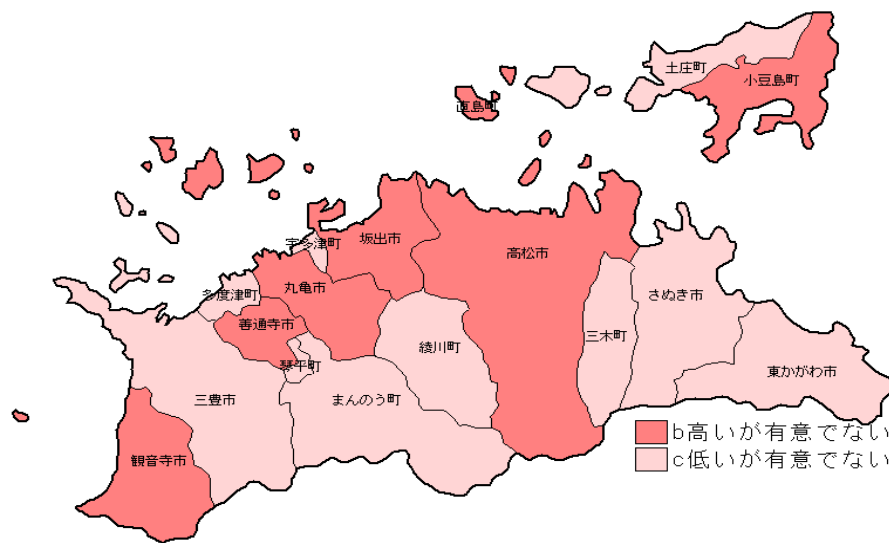 土庄町
小豆島町
直島町
宇多津町
坂出市
高松市
多度津町
丸亀市
さぬき市
善通寺市
綾川町
三木町
琴平町
東かがわ市
三豊市
まんのう町
観音寺市
b高いが有意でない
c低いが有意でない